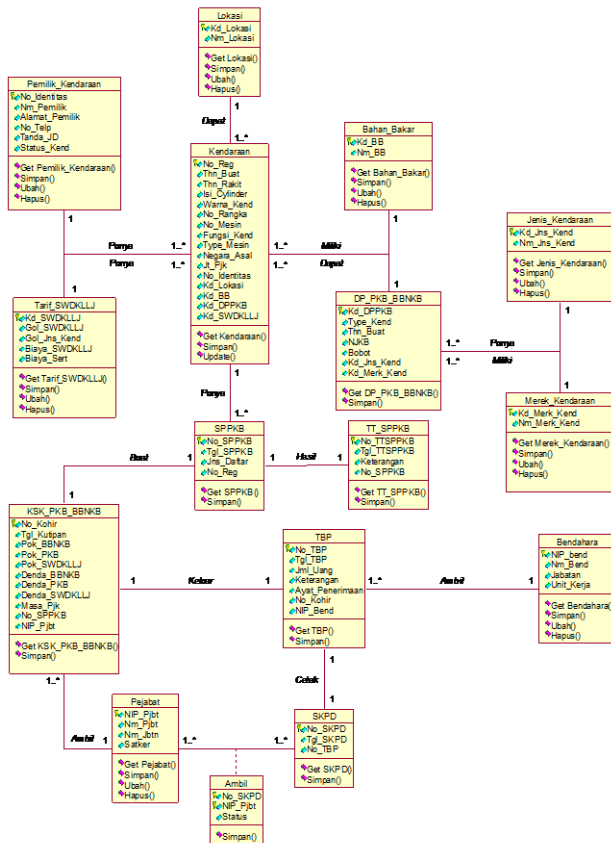 Lokasi
Kd_Lokasi
Nm_Lokasi
Get Lokasi()
Simpan()
Ubah()
Hapus()
1
Dapat
1..*
Pemilik_Kendaraan
No_Identitas
Nm_Pemilik
Alamat_Pemilik
No_Telp
Tanda_JD
Status_Kend
Get Pemilik_Kendaraan()
Simpan()
Ubah()
Hapus()
1
Punya
1..*
Punya
1..*
1
Kendaraan
No_Reg
Thn_Buat
Thn_Rakit
Isi_Cylinder
Warna_Kend
No_Rangka
No_Mesin
Fungsi_Kend
Type_Mesin
Negara_Asal
Jt_Pjk
No_Identitas
Kd_Lokasi
Kd_BB
Kd_DPPKB
Kd_SWDKLLJ
Get Kendaraan()
Simpan()
Update()
Bahan_Bakar
Kd_BB
Nm_BB
Get Bahan_Bakar()
Simpan()
Ubah()
Hapus()
1
1..*
Miliki
1..*
Dapat
1
Jenis_Kendaraan
Kd_Jns_Kend
Nm_Jns_Kend
Get Jenis_Kendaraan()
Simpan()
Ubah()
Hapus()
1
Tarif_SWDKLLJ
Kd_SWDKLLJ
Gol_SWDKLLJ
Gol_Jns_Kend
Biaya_SWDKLLJ
Biaya_Sert
Get Tarif_SWDKLLJ()
Simpan()
Ubah()
Hapus()
DP_PKB_BBNKB
Kd_DPPKB
Type_Kend
Thn_Buat
NJKB
Bobot
Kd_Jns_Kend
Kd_Merk_Kend
Get DP_PKB_BBNKB()
Simpan()
1..*
Punya
1..*
Miliki
1
Merek_Kendaraan
Kd_Merk_Kend
Nm_Merk_Kend
Get Merek_Kendaraan()
Simpan()
Ubah()
Hapus()
1
Punya
1..*
SPPKB
No_SPPKB
Tgl_SPPKB
Jns_Daftar
No_Reg
Get SPPKB()
Simpan()
1
Hasil
1
TT_SPPKB
No_TTSPPKB
Tgl_TTSPPKB
Keterangan
No_SPPKB
Get TT_SPPKB()
Simpan()
1
Buat
1
KSK_PKB_BBNKB
No_Kohir
Tgl_Kutipan
Pok_BBNKB
Pok_PKB
Pok_SWDKLLJ
Denda_BBNKB
Denda_PKB
Denda_SWDKLLJ
Masa_Pjk
No_SPPKB
NIP_Pjbt
Get KSK_PKB_BBNKB()
Simpan()
1
1
TBP
No_TBP
Tgl_TBP
Jml_Uang
Keterangan
Ayat_Penerimaan
No_Kohir
NIP_Bend
Get TBP()
Simpan()
1..*
Ambil
1
Bendahara
NIP_bend
Nm_Bend
Jabatan
Unit_Kerja
Get Bendahara()
Simpan()
Ubah()
Hapus()
1
Cetak
1
1..*
Ambil
1
Pejabat
NIP_Pjbt
Nm_Pjbt
Nm_Jbtn
Satker
Get Pejabat()
Simpan()
Ubah()
Hapus()
1..*
1..*
SKPD
No_SKPD
Tgl_SKPD
No_TBP
Get SKPD()
Simpan()
Ambil
No_SKPD
NIP_Pjbt
Status
Simpan()